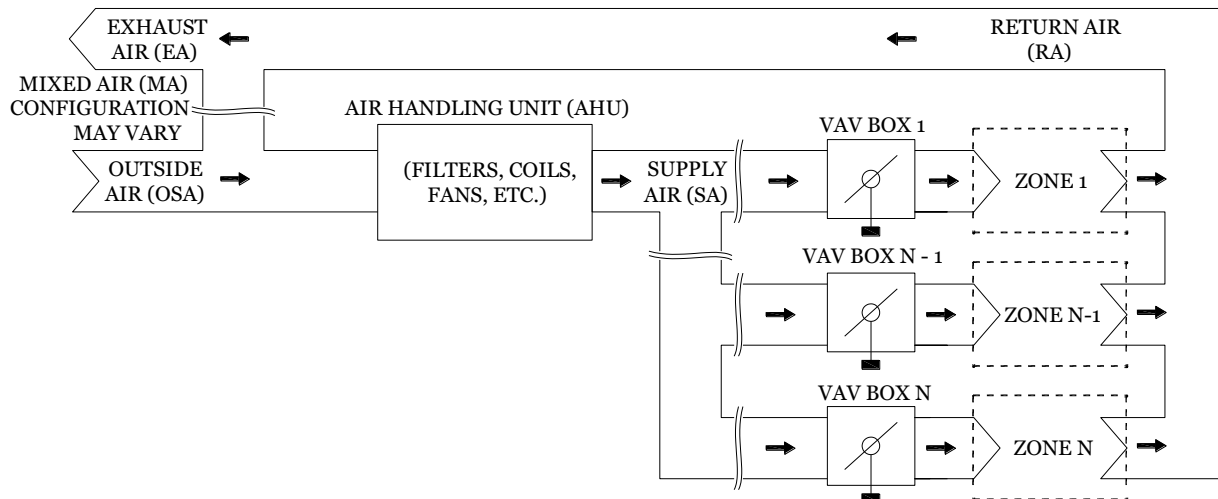 EXHAUST
AIR (EA)
RETURN AIR
(RA)
MIXED AIR (MA)
CONFIGURATION
MAY VARY
AIR HANDLING UNIT (AHU)
(FILTERS, COILS,
FANS, ETC.)
OUTSIDE
AIR (OSA)
SUPPLY
AIR (SA)
VAV BOX 1
ZONE 1
VAV BOX N - 1
ZONE N-1
VAV BOX N
ZONE N